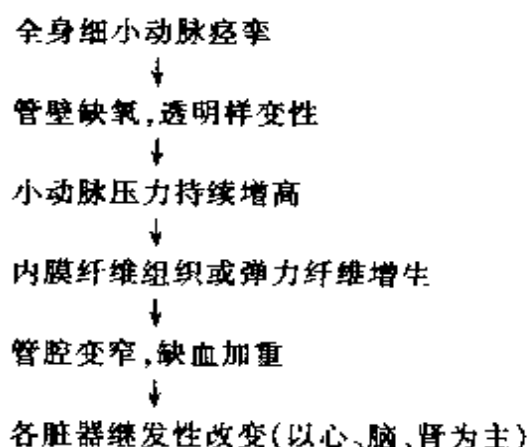 全身细小动脉痉挛
↓
管壁缺氧,透明样变性
↓
小动脉压力持续增高
↓
内膜纤维组织或弹力纤维增生
↓
管腔变窄,缺血加重
↓
各脏器继发性改变(以心、脑、肾为主)